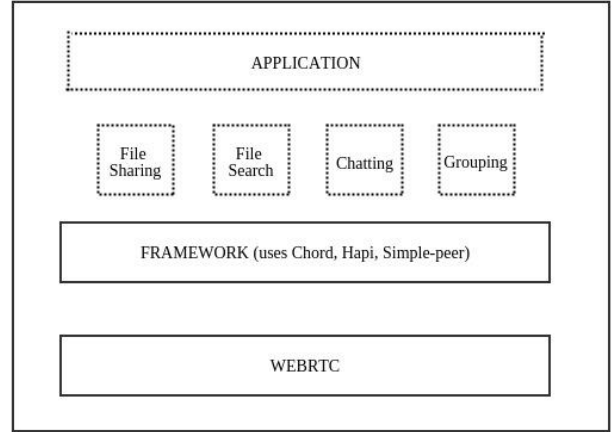 APPLICATION
File
Sharing
File
Search
Chatting
Grouping
FRAMEWORK (uses Chord, Hapi, Simple-peer)
WEBRTC